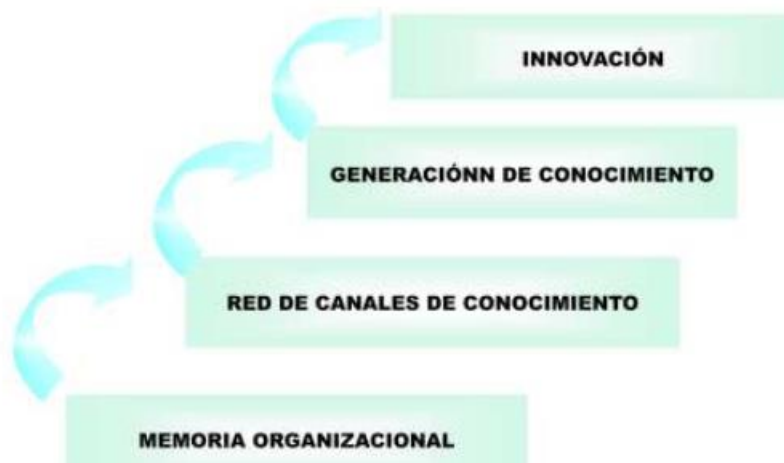 INNOVACIÓN
GENERACIÓNN DE CONOCIMIENTO
RED DE CANALES DE CONOCIMIENTO
MEMORIA ORGANIZACIONAL